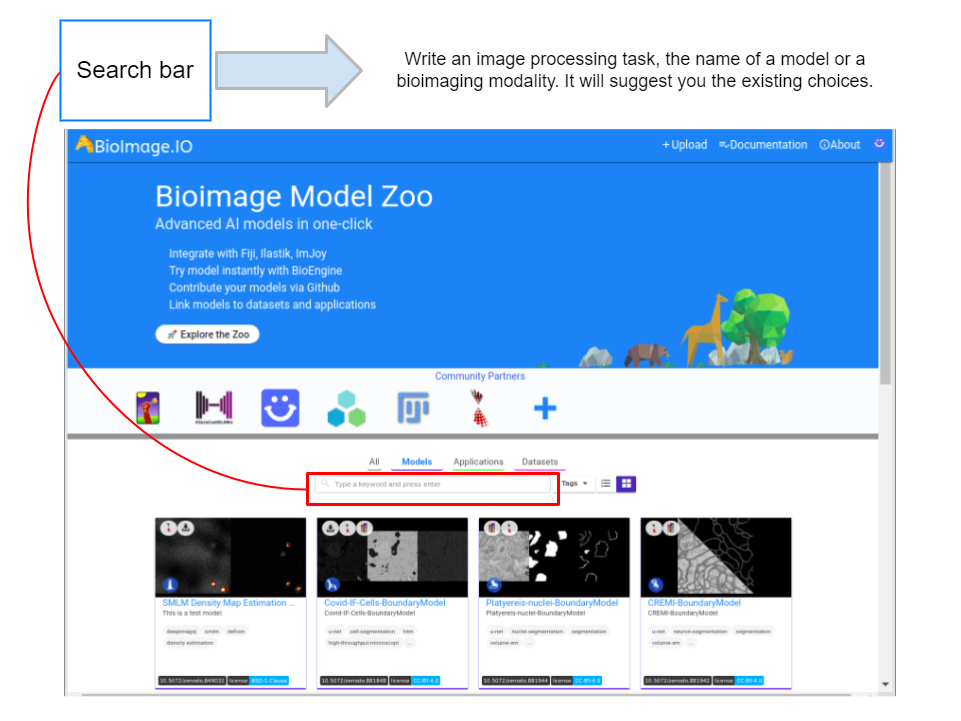 Search bar
Write an image processing task, the name of a model or a
bioimaging modality. It will suggest you the existing choices.
BioImage.IO
+Upload
Documentation
About
Bioimage Model Zoo
Advanced AI models in one-click
Integrate with Fiji, Ilastik, ImJoy
Try model instantly with BioEngine
Contribute your models via Github
Link models to datasets and applications
Explore the Zoo
Community Partners
All
Models
Applications
Datasets
Type a keyword and press enter
Tags
SMLM Density Map Estimation ...
This is a test model
deepimagej smlm defcon
density estimation
10.5072/zenodo.849032 license BSD-1-Clause
Covid-IF-Cells-BoundaryModel
Covid-IF-Cells-BoundaryModel
u-net cell-segmentation htm
high-throughput-microscopt ...
10.5072/zenodo.881848 license CC-BY-4.0
Platyereis-nuclei-BoundaryModel
Platyereis-nuclei-BoundaryModel
u-net nuclei-segmentation segmentation
volume-em ...
10.5072/zenodo.881944 license CC-BY-4.0
CREMI-BoundaryModel
CREMI-BoundaryModel
u-net neuron-segmentation segmentation
volume-em ...
10.5072/zenodo.881942 license CC-BY-4.0